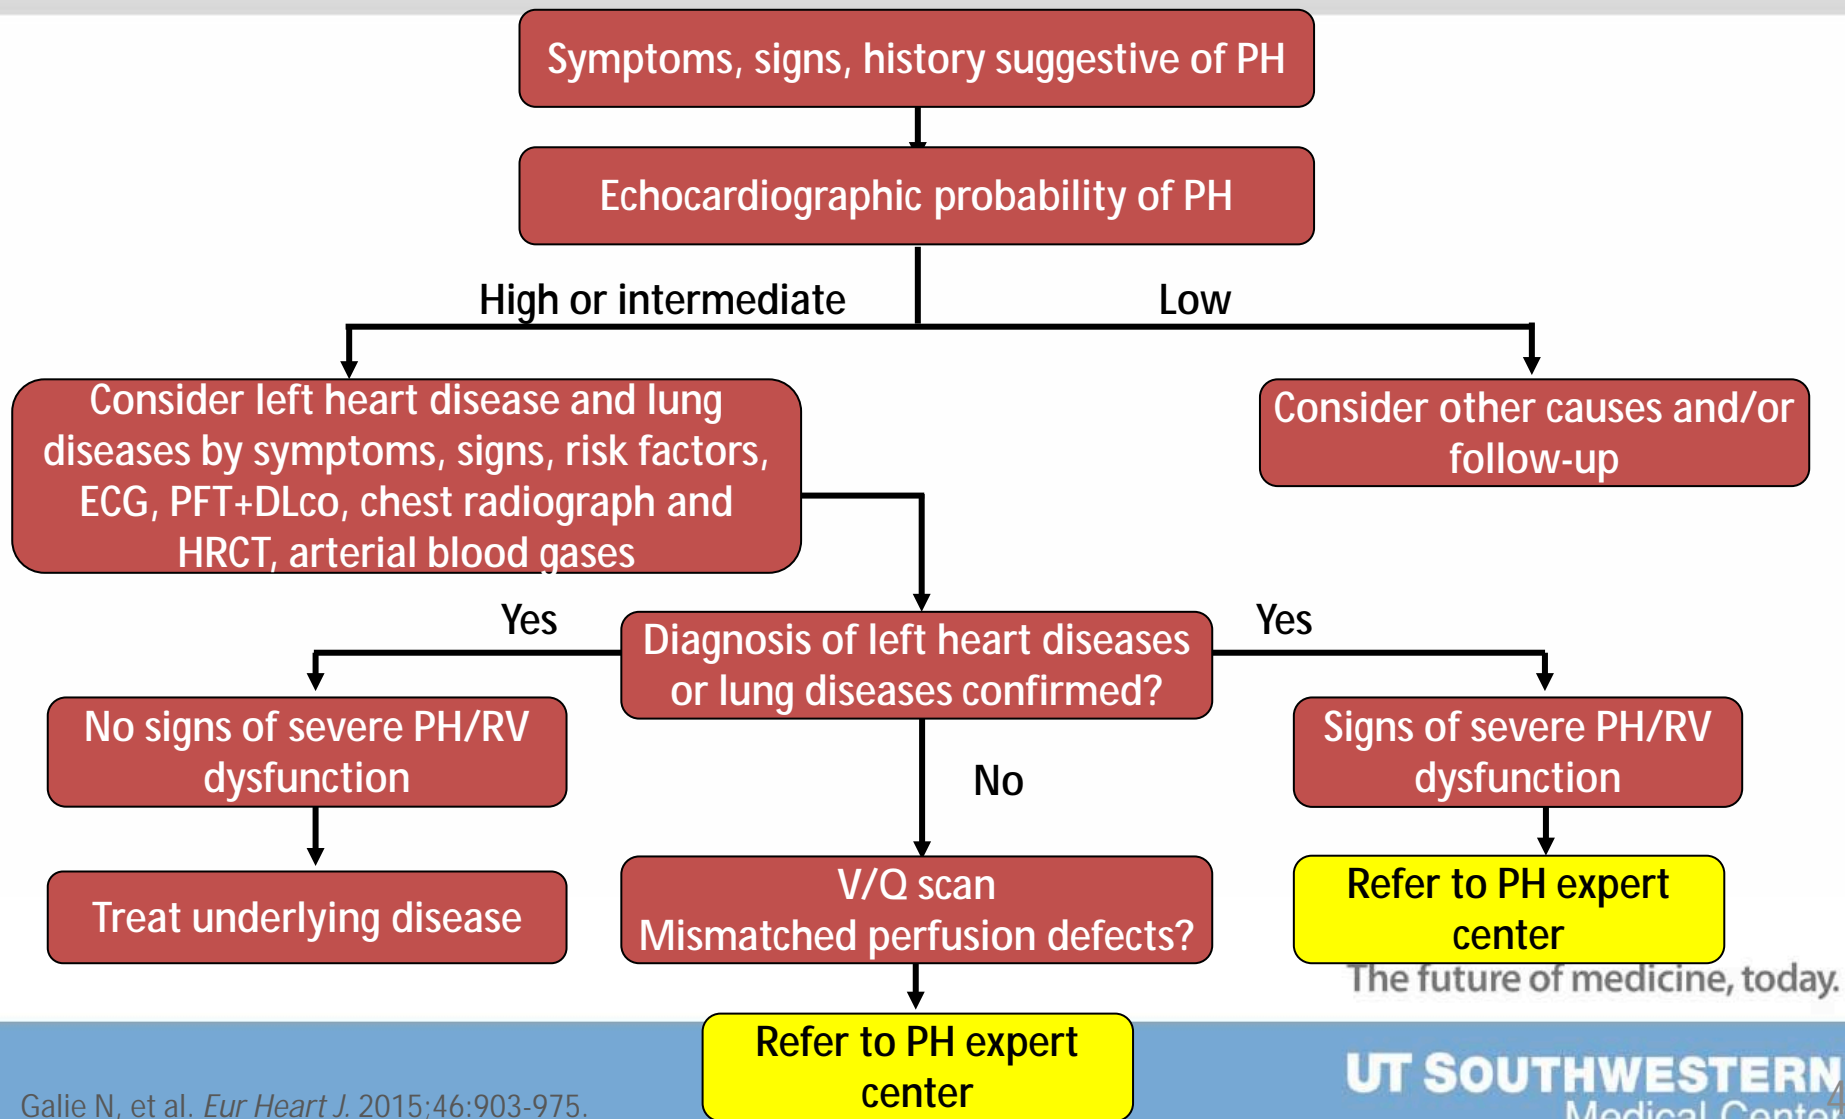 Symptoms, signs, history suggestive of PH
Echocardiographic probability of PH
High or intermediate
Low
Consider left heart disease and lung
diseases by symptoms, signs, risk factors,
ECG, PFT+DLco, chest radiograph and
HRCT, arterial blood gases
Consider other causes and/or
follow-up
Yes
Diagnosis of left heart diseases
or lung diseases confirmed?
Yes
No signs of severe PH/RV
dysfunction
No
Signs of severe PH/RV
dysfunction
Treat underlying disease
V/Q scan
Mismatched perfusion defects?
Refer to PH expert
center
The future of medicine, today.
Refer to PH expert
center
Galie N, et al. Eur Heart J. 2015;46:903-975.
UT SOUTHWESTERN
Medical Center
4